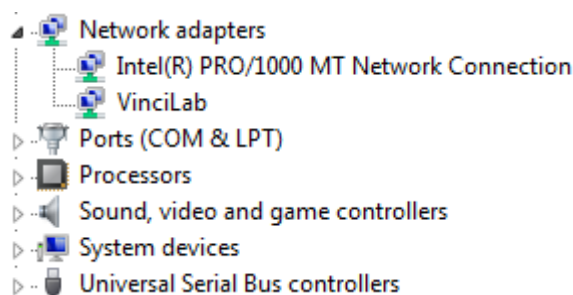 Network adapters
Intel(R) PRO/1000 MT Network Connection
VinciLab
Ports (COM & LPT)
Processors
Sound, video and game controllers
System devices
Universal Serial Bus controllers